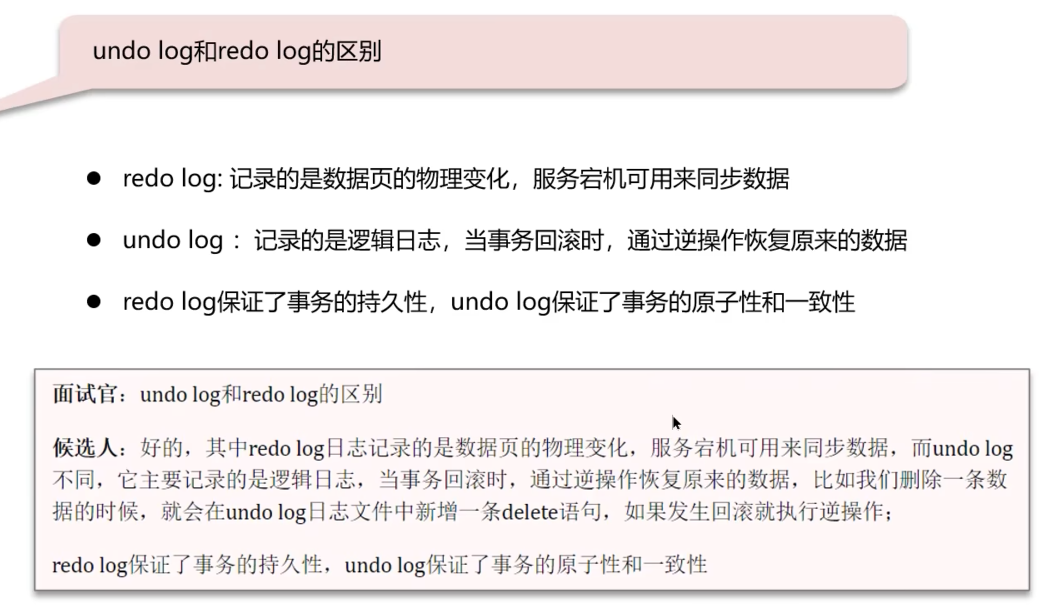 undo log和redo log的区别
● redo log: 记录的是数据页的物理变化，服务宕机可用来同步数据
● undo log ：记录的是逻辑日志，当事务回滚时，通过逆操作恢复原来的数据
● redo log保证了事务的持久性，undo log保证了事务的原子性和一致性
面试官：undo log和redo log的区别
候选人：好的，其中redo log日志记录的是数据页的物理变化，服务宕机可用来同步数据，而undo log
不同，它主要记录的是逻辑日志，当事务回滚时，通过逆操作恢复原来的数据，比如我们删除一条数
据的时候，就会在undo log日志文件中新增一条delete语句，如果发生回滚就执行逆操作；
redo log保证了事务的持久性，undo log保证了事务的原子性和一致性